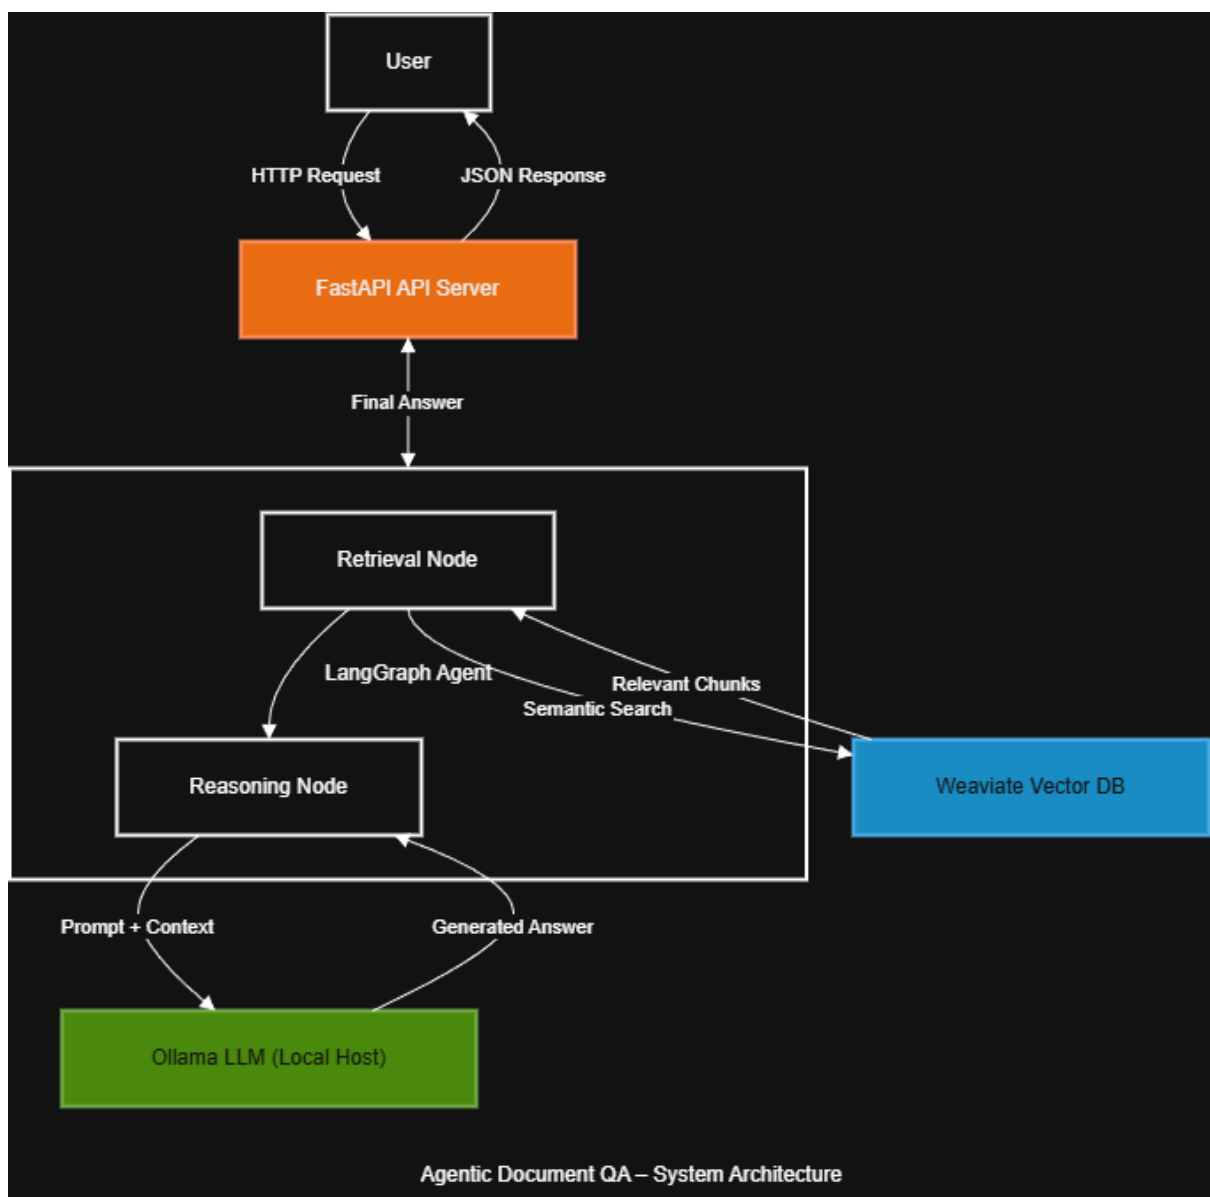 User
HTTP Request
JSON Response
FastAPI API Server
Final Answer
Retrieval Node
LangGraph Agent
Relevant Chunks
Semantic Search
Reasoning Node
Weaviate Vector DB
Prompt + Context
Generated Answer
Ollama LLM (Local Host)
Agentic Document QA – System Architecture